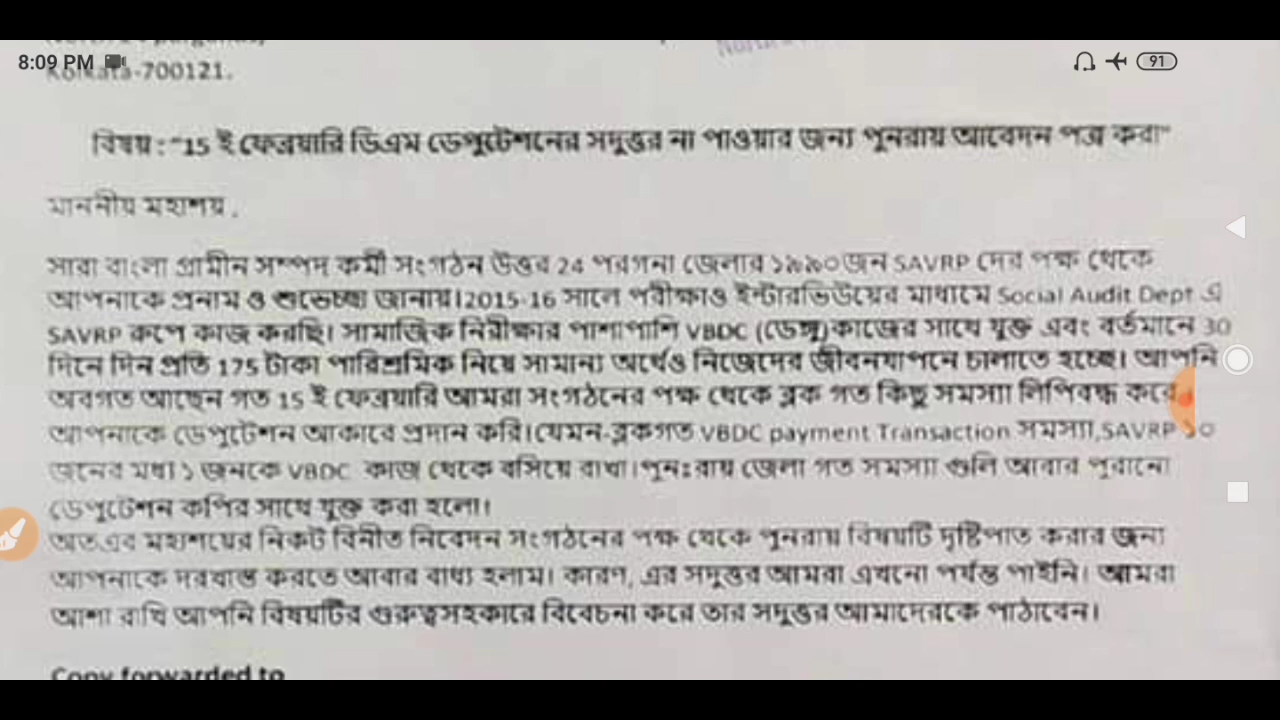 8:09 PM
91
Kolkata-700121.
বিষয় : "15 ই ফেব্রয়ারি ডিএম ডেপুটেশনের সদুত্তর না পাওয়ার জন্য পুনরায় আবেদন পত্র করা"
মাননীয় মহাশয় ,
সারা বাংলা গ্রামীন সম্পদ কর্মী সংগঠন উত্তর 24 পরগনা জেলার ১৯৯০জন SAVRP দের পক্ষ থেকে
আপনাকে প্রনাম ও শুভেচ্ছা জানায়।2015-16 সালে পরীক্ষাও ইন্টারভিউয়ের মাধ্যমে Social Audit Dept এ
SAVRP রুপে কাজ করছি। সামাজিক নিরীক্ষার পাশাপাশি VBDC (ডেঙ্গু)কাজের সাথে যুক্ত এবং বর্তমানে 30
দিনে দিন প্রতি 175 টাকা পারিশ্রমিক নিয়ে সামান্য অর্থেও নিজেদের জীবনযাপনে চালাতে হচ্ছে। আপনি
অবগত আছেন গত 15 ই ফেব্রয়ারি আমরা সংগঠনের পক্ষ থেকে ব্লক গত কিছু সমস্যা লিপিবদ্ধ করে
আপনাকে ডেপুটেশন আকারে প্রদান করি।যেমন-ব্লকগত VBDC payment Transaction সমস্যা,SAVRP ১০
জনের মধ্য ১ জনকে VBDC কাজ থেকে বসিয়ে রাখা।পুনঃরায় জেলা গত সমস্যা গুলি আবার পুরানো
ডেপুটেশন কপির সাথে যুক্ত করা হলো।
অতএব মহাশয়ের নিকট বিনীত নিবেদন সংগঠনের পক্ষ থেকে পুনরায় বিষয়টি দৃষ্টিপাত করার জন্য
আপনাকে দরখাস্ত করতে আবার বাধ্য হলাম। কারণ, এর সদুত্তর আমরা এখনো পর্যন্ত পাইনি। আমরা
আশা রাখি আপনি বিষয়টির গুরুত্বসহকারে বিবেচনা করে তার সদুত্তর আমাদেরকে পাঠাবেন।
Copy forwarded to